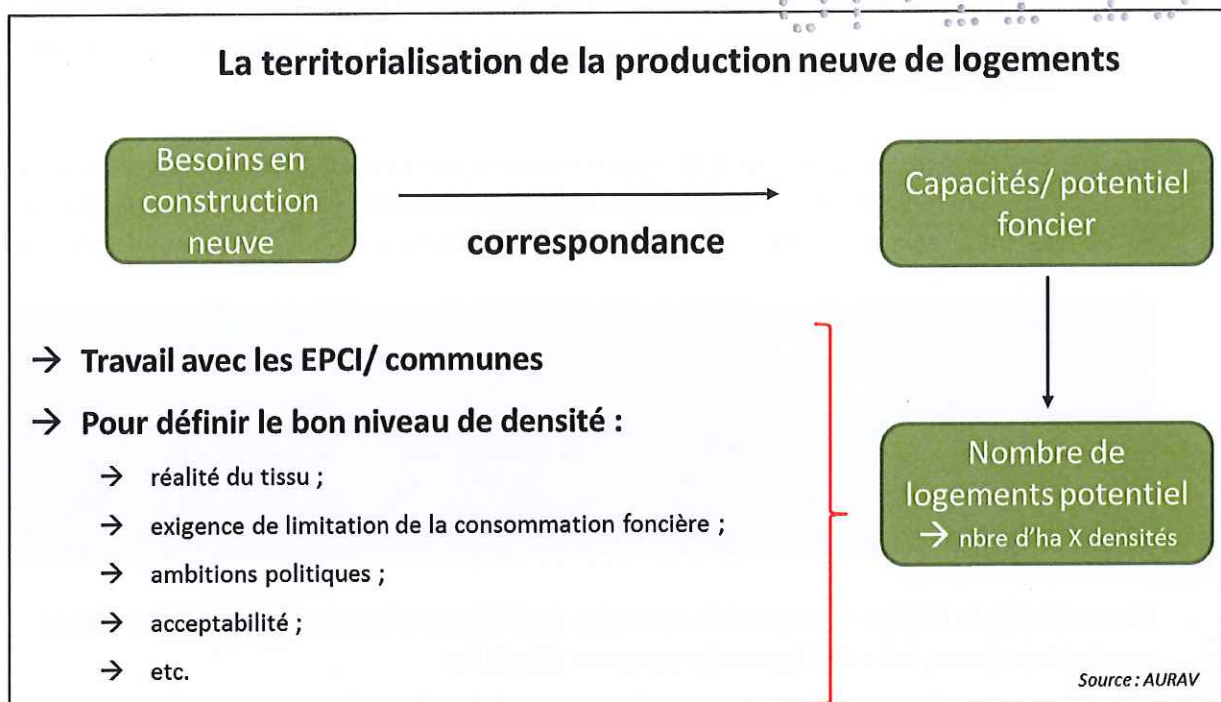 La territorialisation de la production neuve de logements
Besoins en
construction
neuve
correspondance
Capacités/ potentiel
foncier
→ Travail avec les EPCI/ communes
→ Pour définir le bon niveau de densité :
→ réalité du tissu ;
→ exigence de limitation de la consommation foncière ;
→ ambitions politiques ;
→ acceptabilité ;
→ etc.
Nombre de
logements potentiel
→ nbre d'ha X densités
Source : AURAV